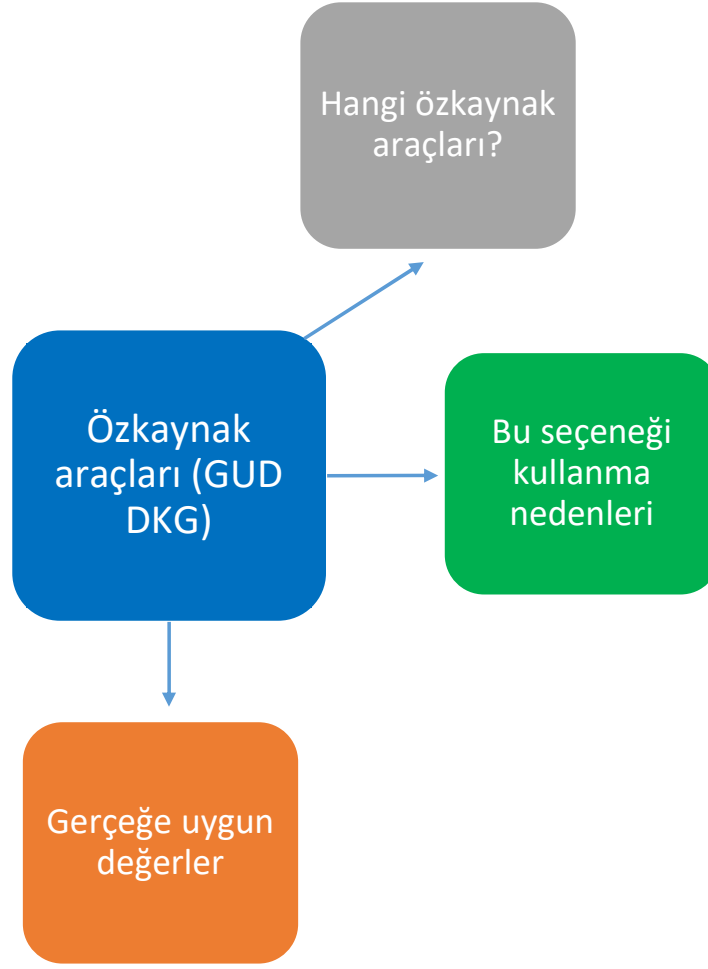 Hangi özkaynak
araçları?
Özkaynak
araçları (GUD
DKG)
Bu seçeneği
kullanma
nedenleri
Gerçeğe uygun
değerler